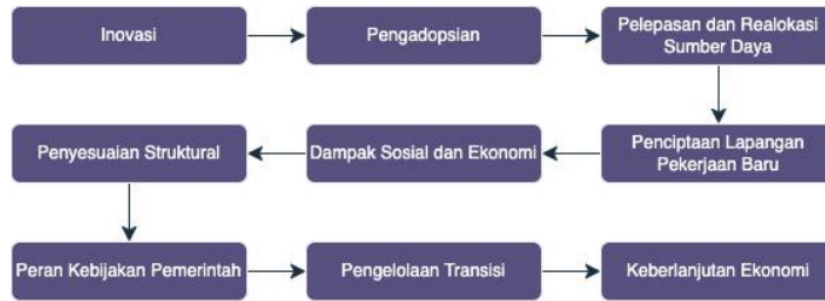 Inovasi
Pengadopsian
Pelepasan dan Realokasi
Sumber Daya
Penciptaan Lapangan
Pekerjaan Baru
Dampak Sosial dan Ekonomi
Penyesuaian Struktural
Peran Kebijakan Pemerintah
Pengelolaan Transisi
Keberlanjutan Ekonomi